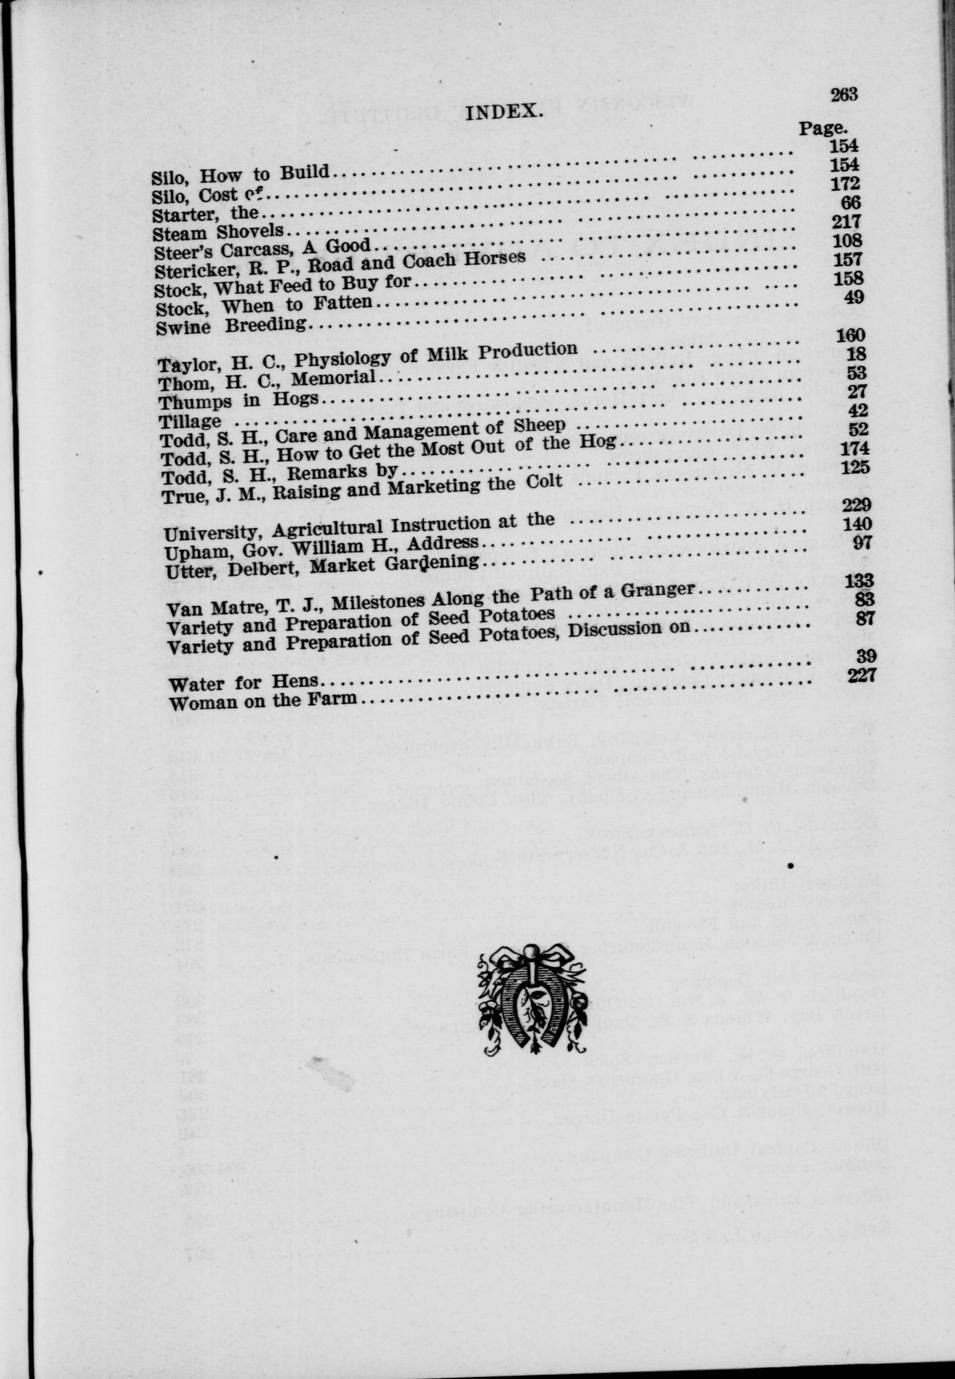 263
INDEX.
Page.
Silo, How to Build........................................ 154
Silo, Cost of........................................ 154
Starter, the........................................ 172
Steam Shovels........................................ 66
Steer's Carcass, A Good........................................ 217
Stericker, R. P., Road and Coach Horses ........................................ 108
Stock, What Feed to Buy for........................................ 157
Stock, When to Fatten........................................ 158
Swine Breeding........................................ 49
Taylor, H. C., Physiology of Milk Production ........................................ 160
Thom, H. C., Memorial........................................ 18
Thumps in Hogs........................................ 53
Tillage ........................................ 27
Todd, S. H., Care and Management of Sheep ........................................ 42
Todd, S. H., How to Get the Most Out of the Hog........................................ 52
Todd, S. H., Remarks by........................................ 174
True, J. M., Raising and Marketing the Colt ........................................ 125
University, Agricultural Instruction at the ........................................ 229
Upham, Gov. William H., Address........................................ 140
Utter, Delbert, Market Gardening........................................ 97
Van Matre, T. J., Milestones Along the Path of a Granger............ 133
Variety and Preparation of Seed Potatoes ........................................ 83
Variety and Preparation of Seed Potatoes, Discussion on............. 87
Water for Hens........................................ 39
Woman on the Farm........................................ 227